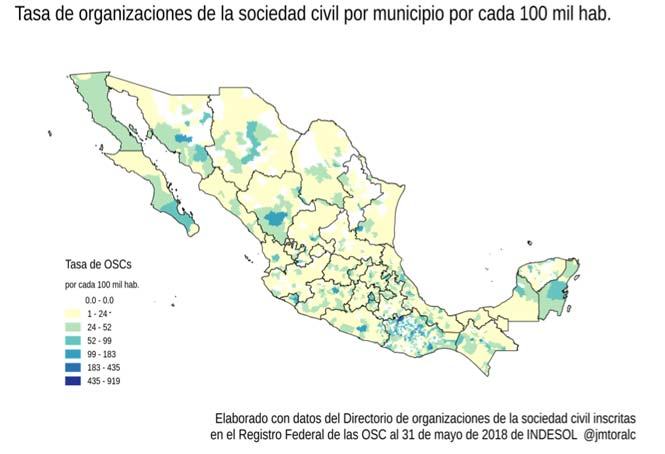 Tasa de organizaciones de la sociedad civil por municipio por cada 100 mil hab.
Tasa de OSCs
por cada 100 mil hab.
0.0 - 0.0
1 - 24
24 - 52
52 - 99
99 - 183
183 - 435
435 - 919
Elaborado con datos del Directorio de organizaciones de la sociedad civil inscritas
en el Registro Federal de las OSC al 31 de mayo de 2018 de INDESOL @jmtoralc